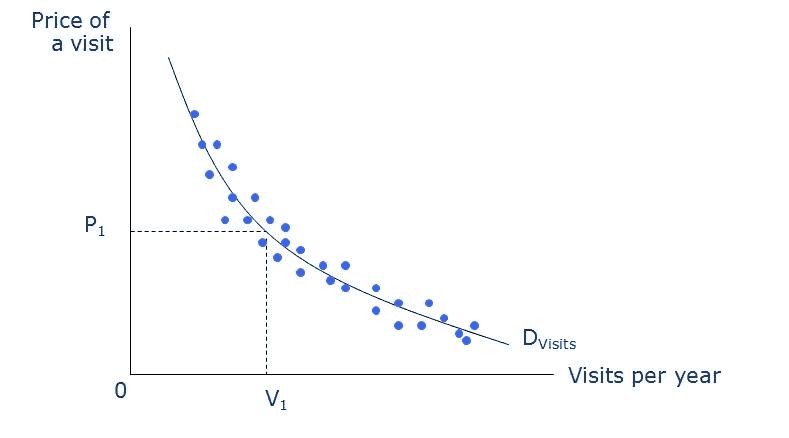 Price of
a visit
P1
0
V1
DVisits
Visits per year